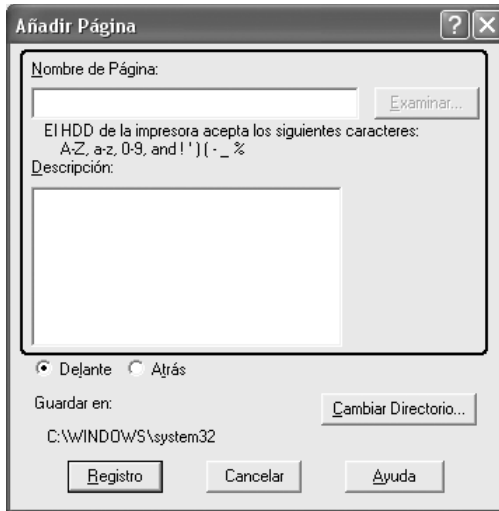 Añadir Página
Nombre de Página:
Examinar...
El HDD de la impresora acepta los siguientes caracteres:
A-Z, a-z, 0-9, and ! ' ) ( - _ %
Descripción:
Delante Atrás
Guardar en:
Cambiar Directorio...
C:\WINDOWS\system32
Registro Cancelar Ayuda